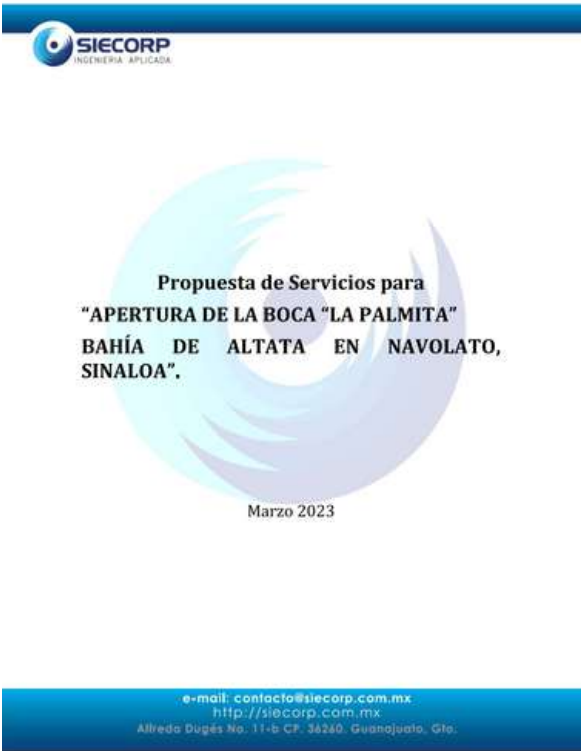 SIECORP
INGENIERIA APLICADA
Propuesta de Servicios para
“APERTURA DE LA BOCA “LA PALMITA”
BAHÍA DE ALTATA EN NAVOLATO,
SINALOA”.
Marzo 2023
e-mail: contacto@siecorp.com.mx
http://siecorp.com.mx
Alfredo Dugés No. 11-b CP. 36260. Guanajuato, Gto.